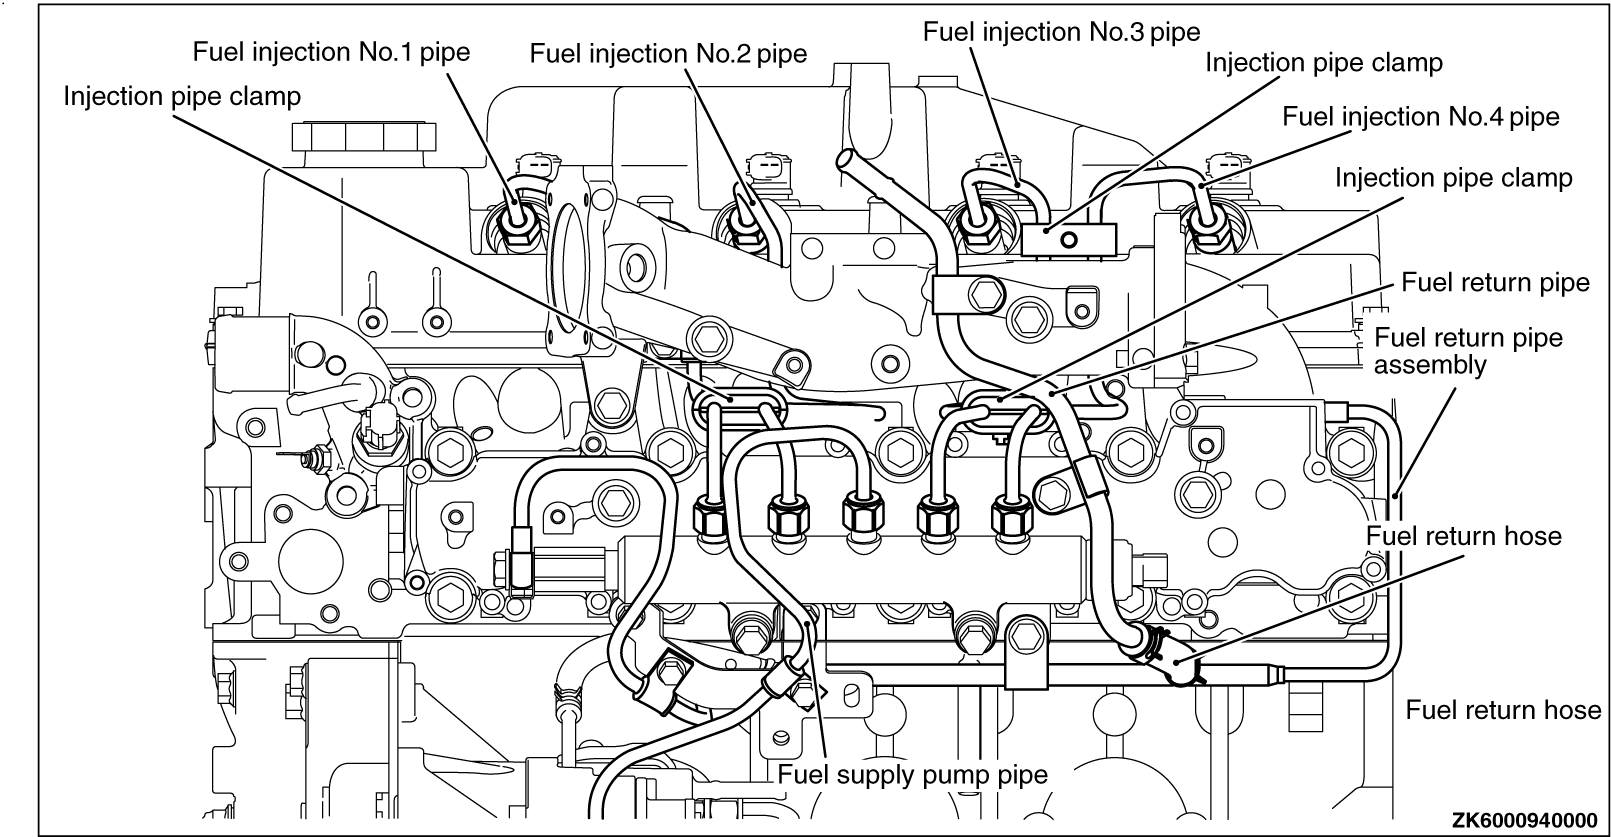 Fuel injection No.3 pipe
Fuel injection No.1 pipe
Fuel injection No.2 pipe
Injection pipe clamp
Injection pipe clamp
Fuel injection No.4 pipe
Injection pipe clamp
Fuel return pipe
Fuel return pipe
assembly
Fuel return hose
Fuel return hose
Fuel supply pump pipe
ZK6000940000